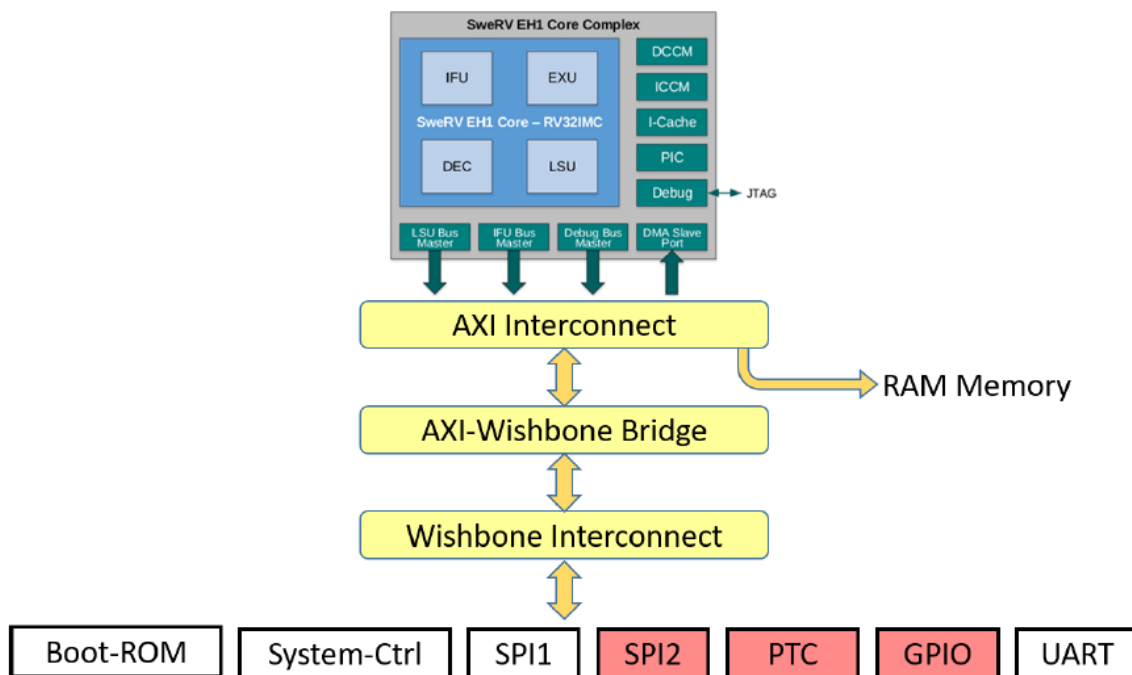 SweRV EH1 Core Complex
IFU
EXU
SweRV EH1 Core – RV32IMC
DEC
LSU
DCCM
ICCM
I-Cache
PIC
Debug
JTAG
LSU Bus
Master
IFU Bus
Master
Debug Bus
Master
DMA Slave
Port
AXI Interconnect
RAM Memory
AXI-Wishbone Bridge
Wishbone Interconnect
Boot-ROM
System-Ctrl
SPI1
SPI2
PTC
GPIO
UART